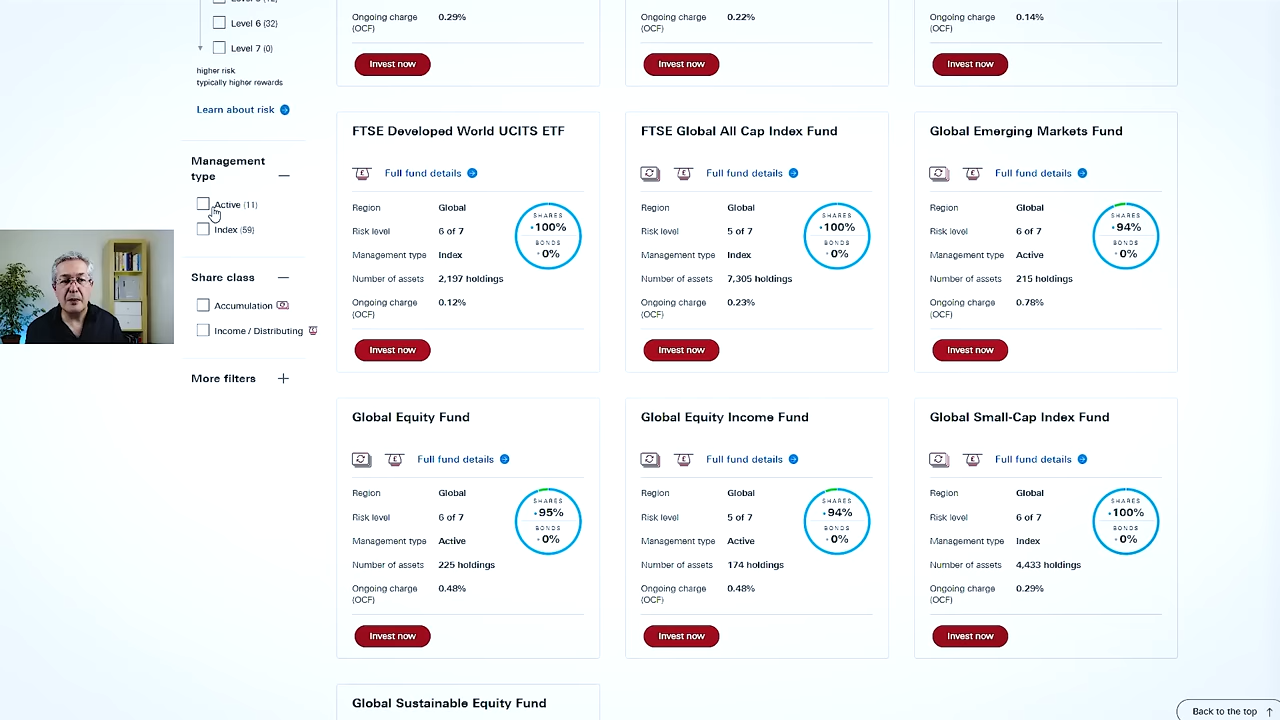 Level 6 (32)
Level 7 (0)
higher risk
typically higher rewards
Learn about risk
Management
type
Active (11)
Index (59)
Share class
Accumulation
Income / Distributing
More filters
Ongoing charge
(OCF)
0.29%
Invest now
Ongoing charge
(OCF)
0.22%
Invest now
Ongoing charge
(OCF)
0.14%
Invest now
FTSE Developed World UCITS ETF
£
Full fund details
Region
Global
Risk level
6 of 7
Management type
Index
Number of assets
2,197 holdings
Ongoing charge
(OCF)
0.12%
SHARES
100%
BONDS
0%
Invest now
FTSE Global All Cap Index Fund
£
Full fund details
Region
Global
Risk level
5 of 7
Management type
Index
Number of assets
7,305 holdings
Ongoing charge
(OCF)
0.23%
SHARES
100%
BONDS
0%
Invest now
Global Emerging Markets Fund
£
Full fund details
Region
Global
Risk level
6 of 7
Management type
Active
Number of assets
215 holdings
Ongoing charge
(OCF)
0.78%
SHARES
94%
BONDS
0%
Invest now
Global Equity Fund
£
Full fund details
Region
Global
Risk level
6 of 7
Management type
Active
Number of assets
225 holdings
Ongoing charge
(OCF)
0.48%
SHARES
95%
BONDS
0%
Invest now
Global Equity Income Fund
£
Full fund details
Region
Global
Risk level
5 of 7
Management type
Active
Number of assets
174 holdings
Ongoing charge
(OCF)
0.48%
SHARES
94%
BONDS
0%
Invest now
Global Small-Cap Index Fund
£
Full fund details
Region
Global
Risk level
6 of 7
Management type
Index
Number of assets
4,433 holdings
Ongoing charge
(OCF)
0.29%
SHARES
100%
BONDS
0%
Invest now
Global Sustainable Equity Fund
Back to the top